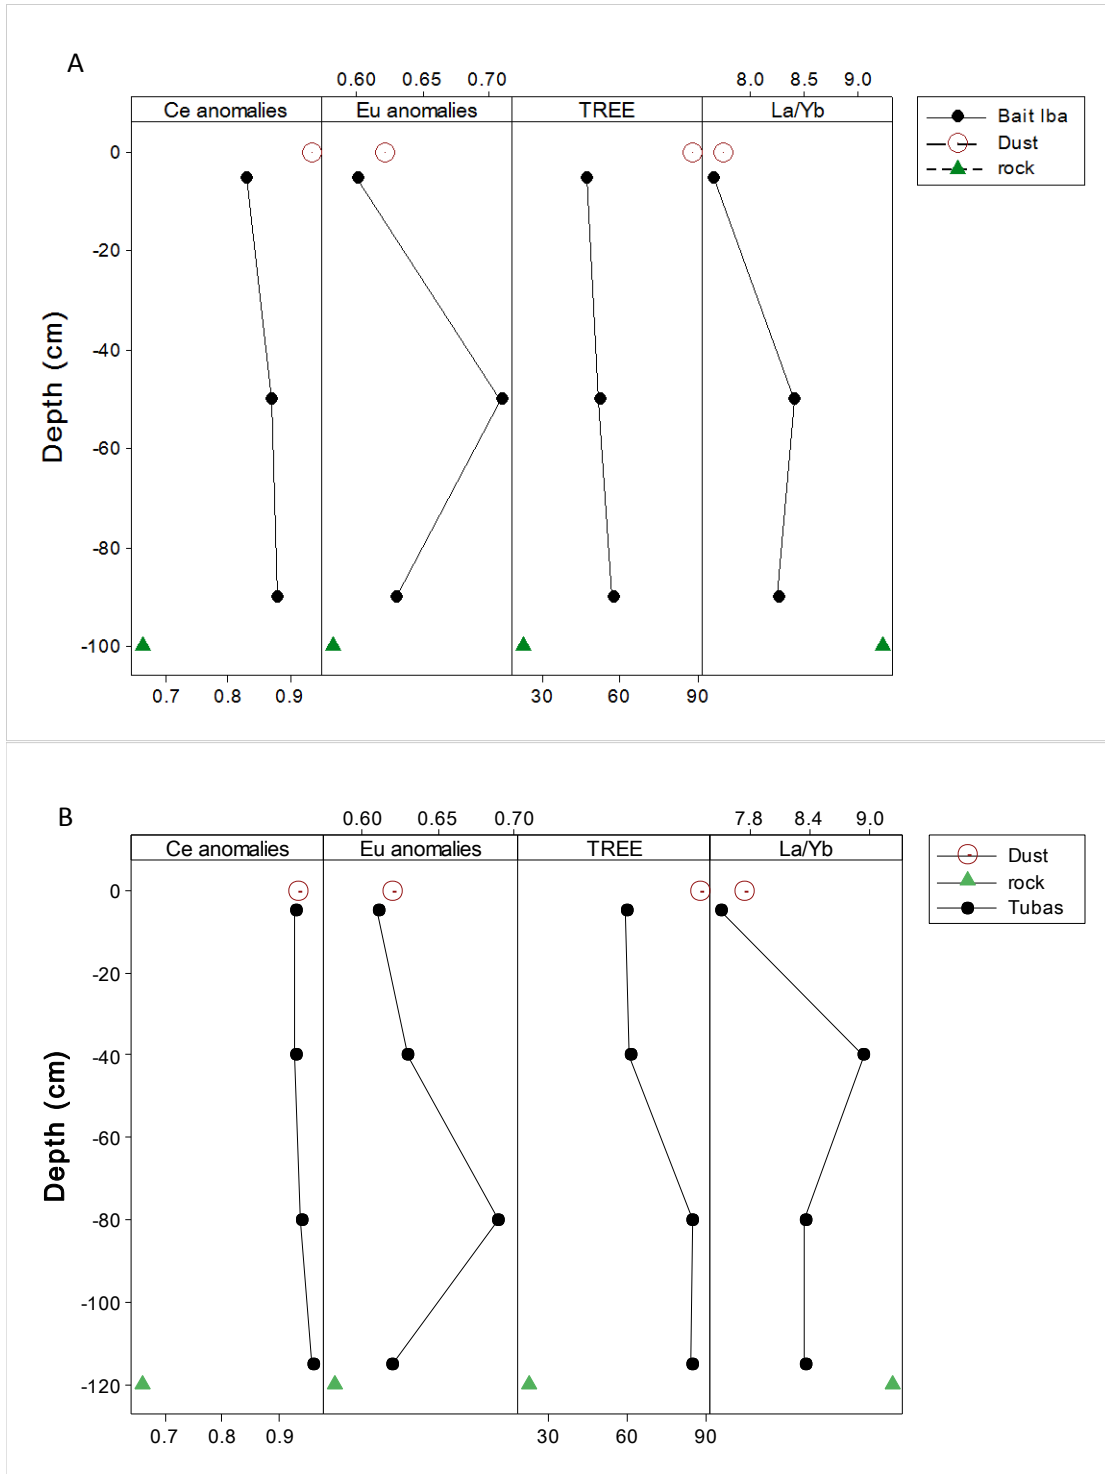 A
0.60 0.65 0.70 8.0 8.5 9.0
Ce anomalies Eu anomalies TREE La/Yb
Bait Iba
Dust
rock
Depth (cm)
0
-20
-40
-60
-80
-100
0.7 0.8 0.9 30 60 90
B
0.60 0.65 0.70 7.8 8.4 9.0
Ce anomalies Eu anomalies TREE La/Yb
Dust
rock
Tubas
Depth (cm)
0
-20
-40
-60
-80
-100
-120
0.7 0.8 0.9 30 60 90